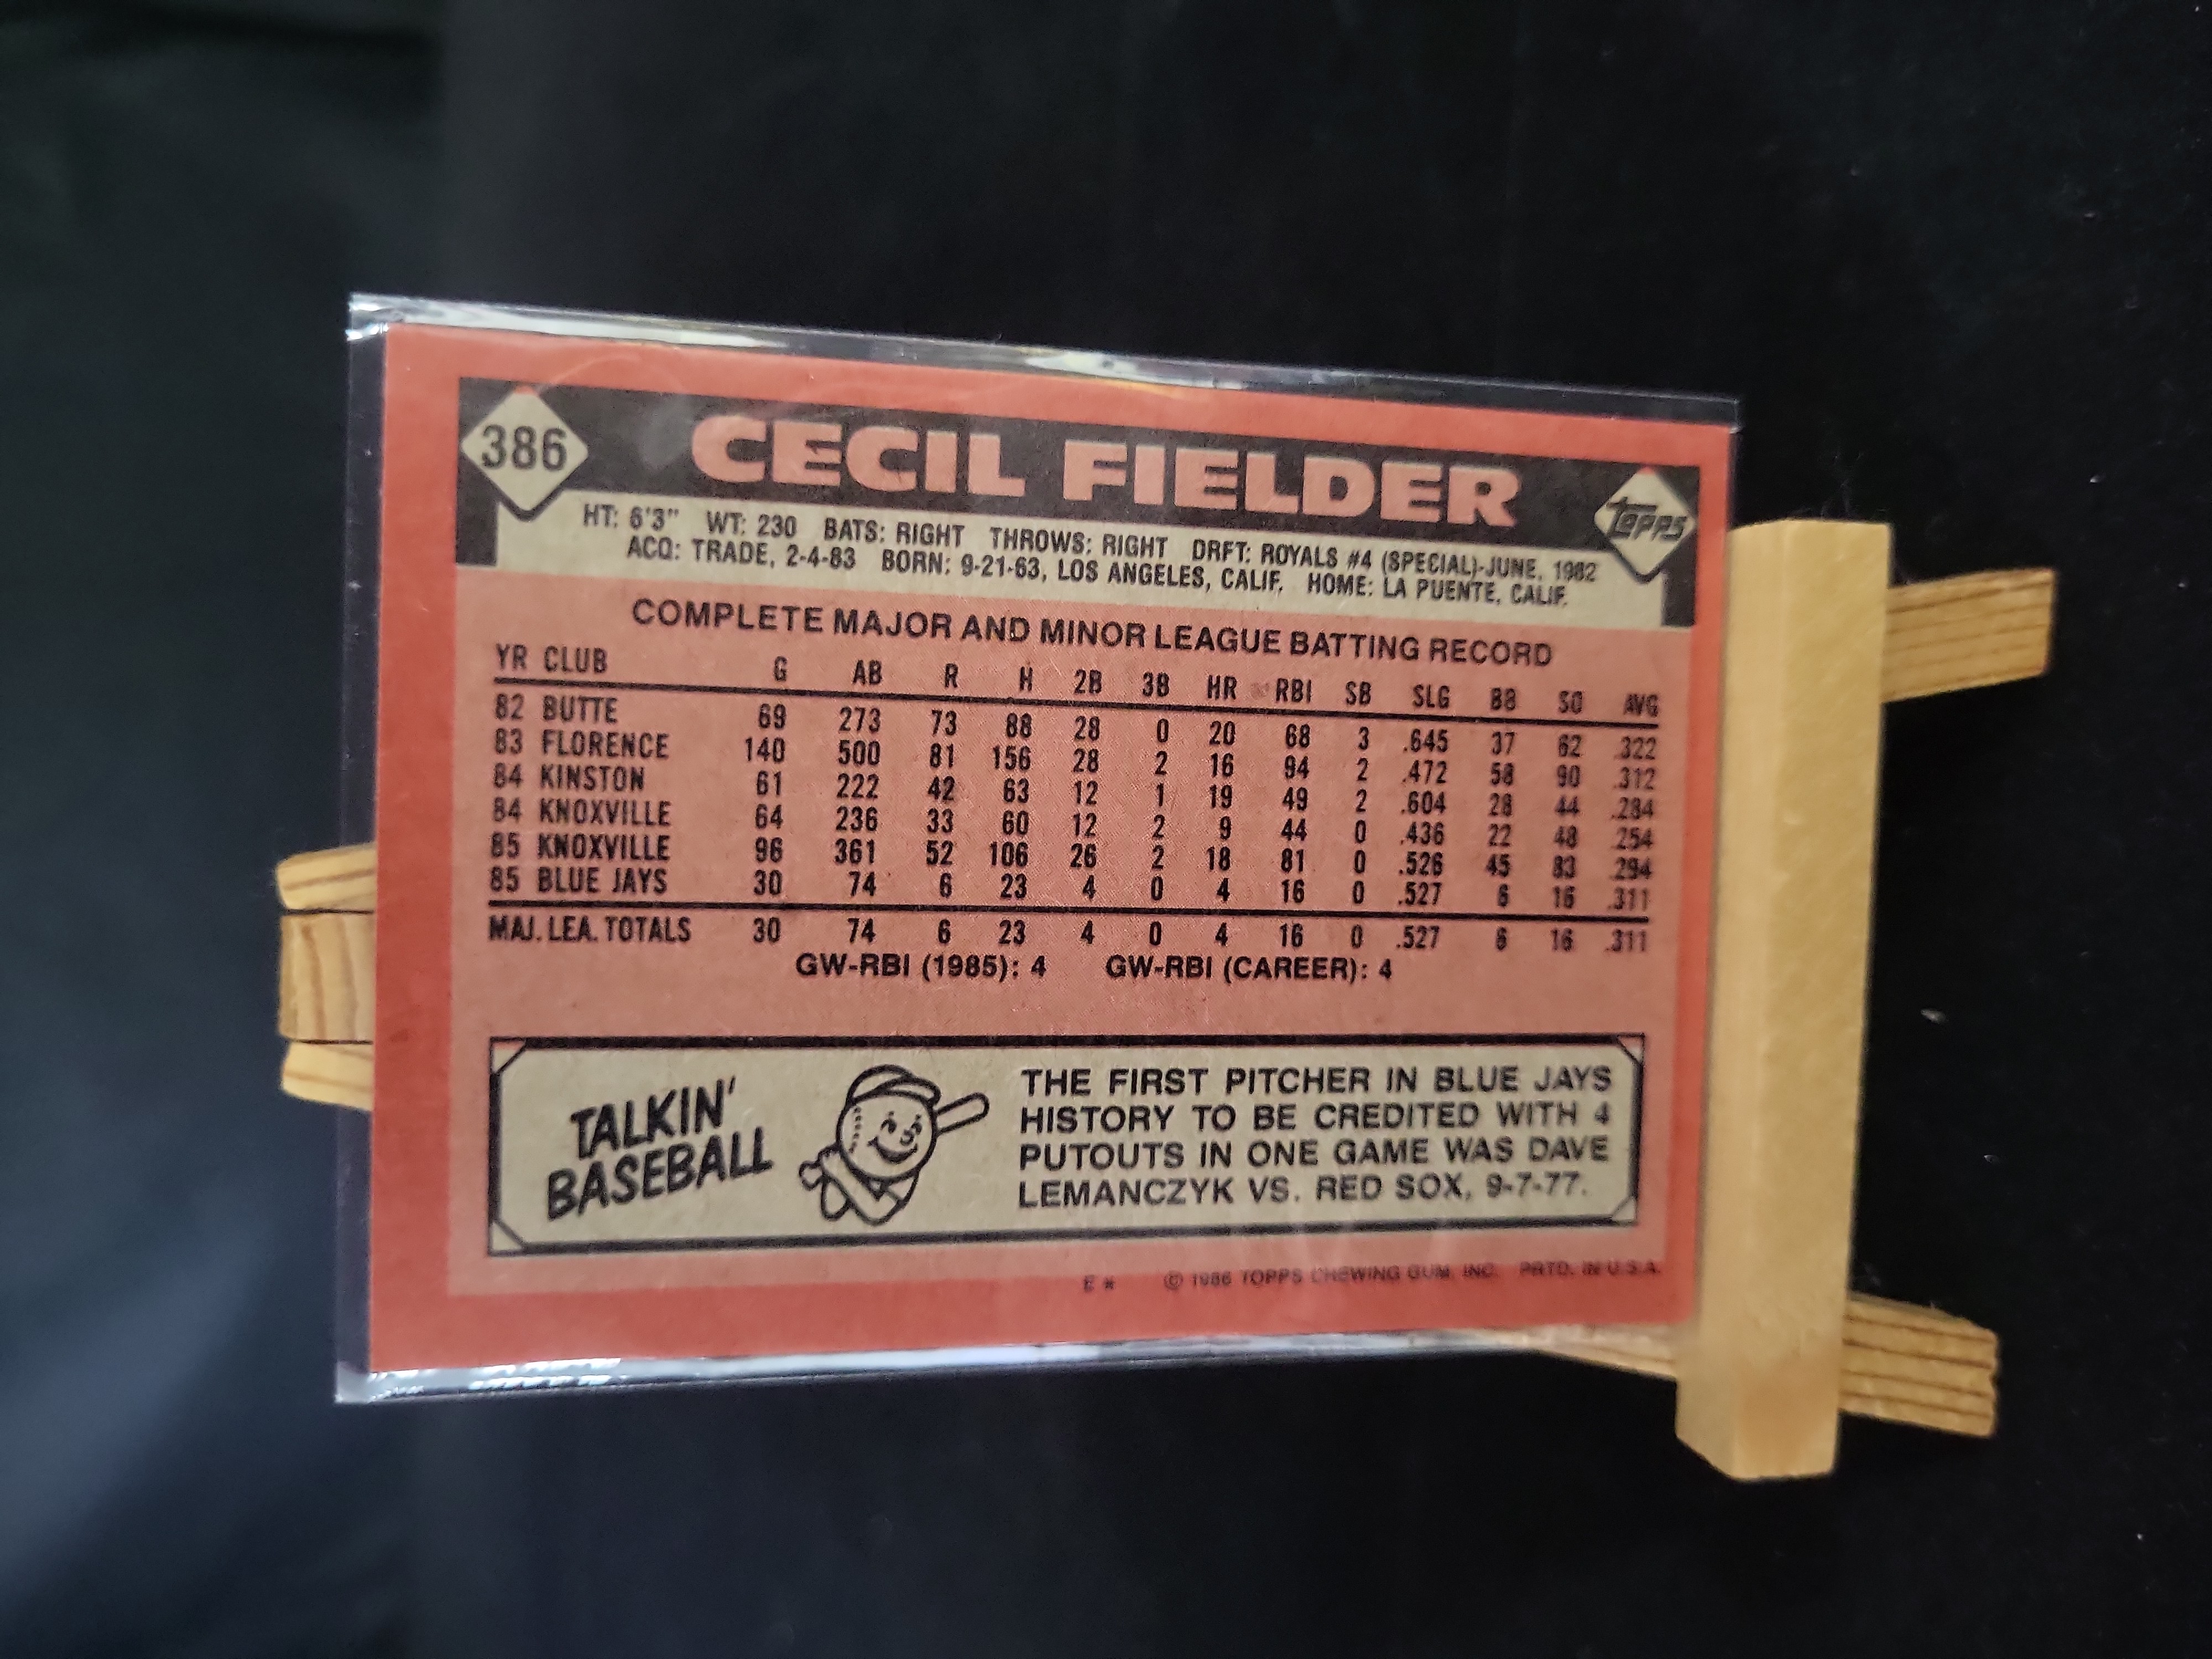 386 CECIL FIELDER topps
HT: 6'3" WT: 230 BATS: RIGHT THROWS: RIGHT DRFT: ROYALS #4 (SPECIAL)-JUNE, 1982
ACQ: TRADE, 2-4-83 BORN: 9-21-63, LOS ANGELES, CALIF. HOME: LA PUENTE, CALIF.
COMPLETE MAJOR AND MINOR LEAGUE BATTING RECORD
YR CLUB G AB R H 2B 3B HR RBI SB SLG BB SO AVG
82 BUTTE 69 273 73 88 28 0 20 68 3 .645 37 62 .322
83 FLORENCE 140 500 81 156 28 2 16 94 2 .472 58 90 .312
84 KINSTON 61 222 42 63 12 1 19 49 2 .604 28 44 .284
84 KNOXVILLE 64 236 33 60 12 2 9 44 0 .436 22 48 .254
85 KNOXVILLE 96 361 52 106 26 2 18 81 0 .526 45 83 .294
85 BLUE JAYS 30 74 6 23 4 0 4 16 0 .527 6 16 .311
MAJ. LEA. TOTALS 30 74 6 23 4 0 4 16 0 .527 6 16 .311
GW-RBI (1985): 4 GW-RBI (CAREER): 4
TALKIN'
BASEBALL
THE FIRST PITCHER IN BLUE JAYS
HISTORY TO BE CREDITED WITH 4
PUTOUTS IN ONE GAME WAS DAVE
LEMANCZYK VS. RED SOX, 9-7-77.
E * © 1986 TOPPS CHEWING GUM, INC. PRTD. IN U.S.A.